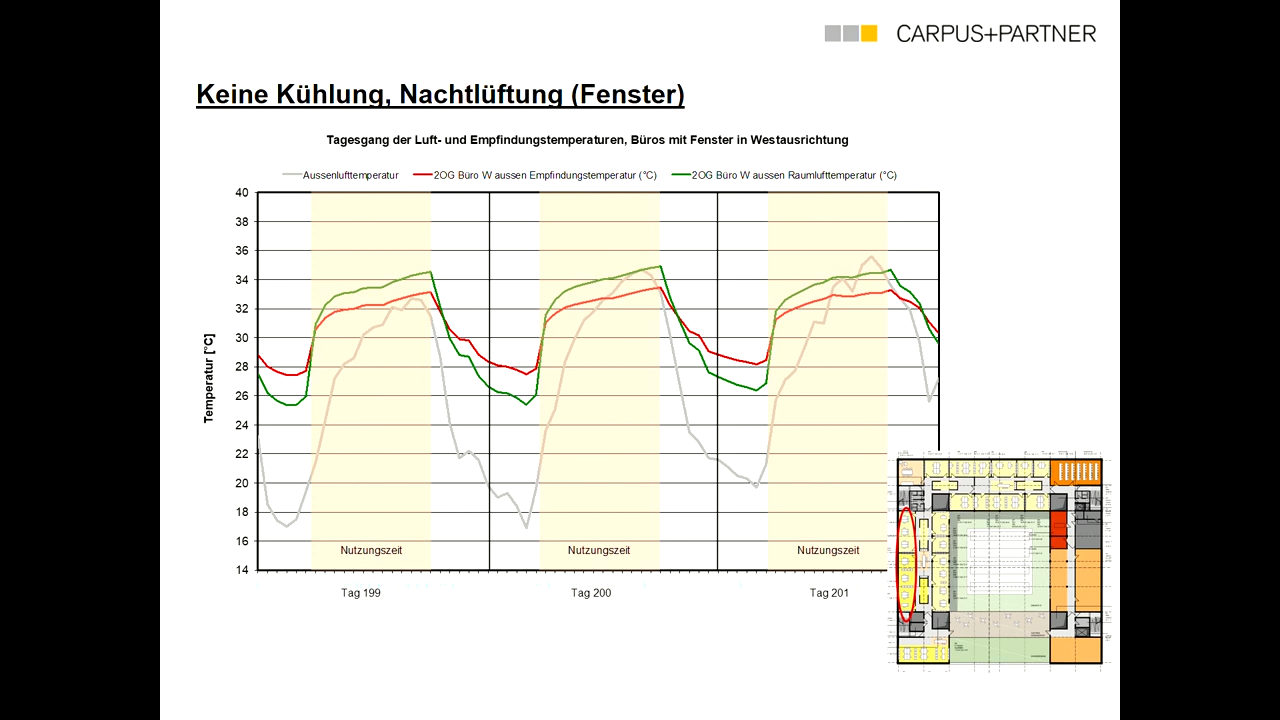 CARPUS+PARTNER
Keine Kühlung, Nachtlüftung (Fenster)
Tagesgang der Luft- und Empfindungstemperaturen, Büros mit Fenster in Westausrichtung
Aussenlufttemperatur
2OG Büro W aussen Empfindungstemperatur (°C)
2OG Büro W aussen Raumlufttemperatur (°C)
Temperatur [°C]
40
38
36
34
32
30
28
26
24
22
20
18
16
14
Nutzungszeit
Nutzungszeit
Nutzungszeit
Tag 199
Tag 200
Tag 201